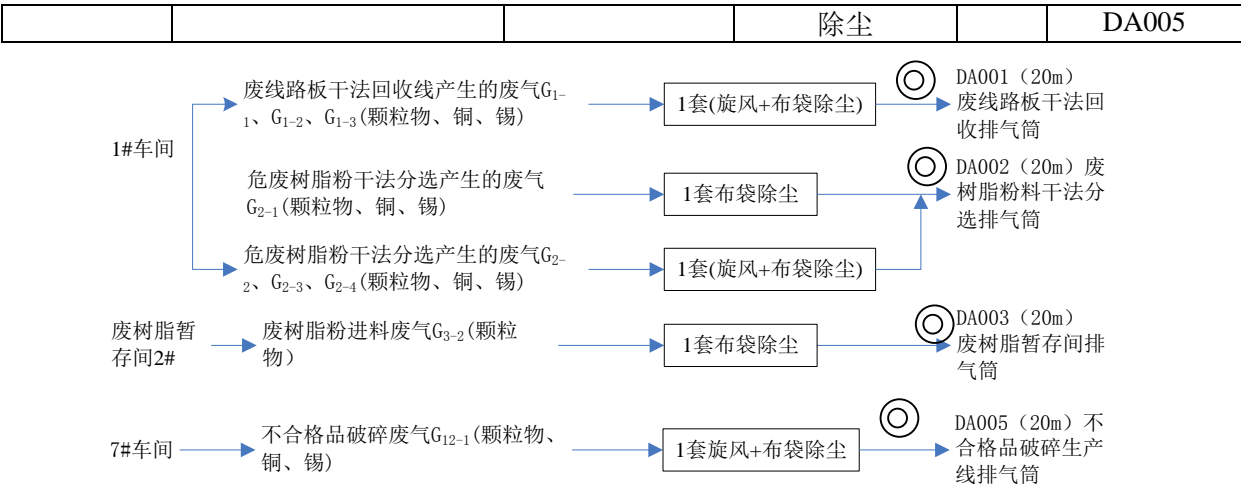 除尘 DA005
废线路板干法回收线产生的废气G1-
1、G1-2、G1-3(颗粒物、铜、锡)
1套(旋风+布袋除尘)
DA001（20m）
废线路板干法回
收排气筒
1#车间
危废树脂粉干法分选产生的废气
G2-1(颗粒物、铜、锡)
1套布袋除尘
DA002（20m）废
树脂粉料干法分
选排气筒
危废树脂粉干法分选产生的废气G2-
2、G2-3、G2-4(颗粒物、铜、锡)
1套(旋风+布袋除尘)
废树脂暂
存间2#
废树脂粉进料废气G3-2(颗粒
物）
1套布袋除尘
DA003（20m）
废树脂暂存间排
气筒
7#车间
不合格品破碎废气G12-1(颗粒物、
铜、锡)
1套旋风+布袋除尘
DA005（20m）不
合格品破碎生产
线排气筒